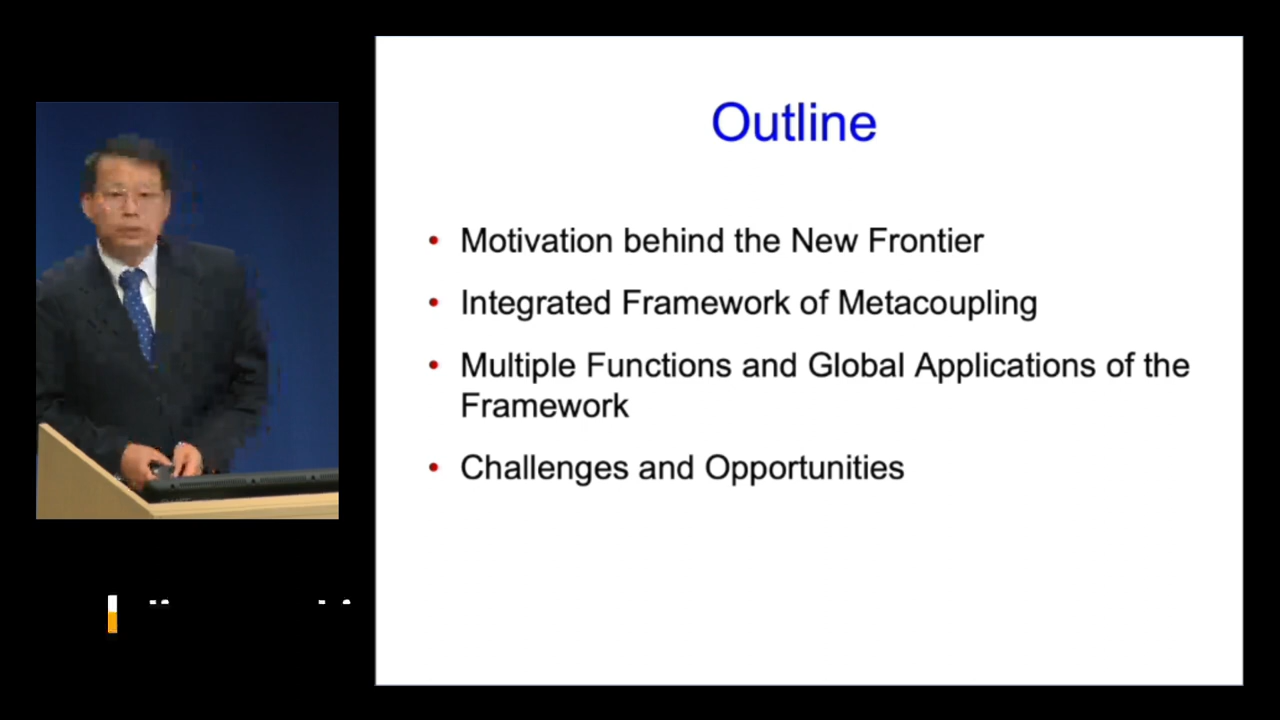 Outline
• Motivation behind the New Frontier
• Integrated Framework of Metacoupling
• Multiple Functions and Global Applications of the
Framework
• Challenges and Opportunities